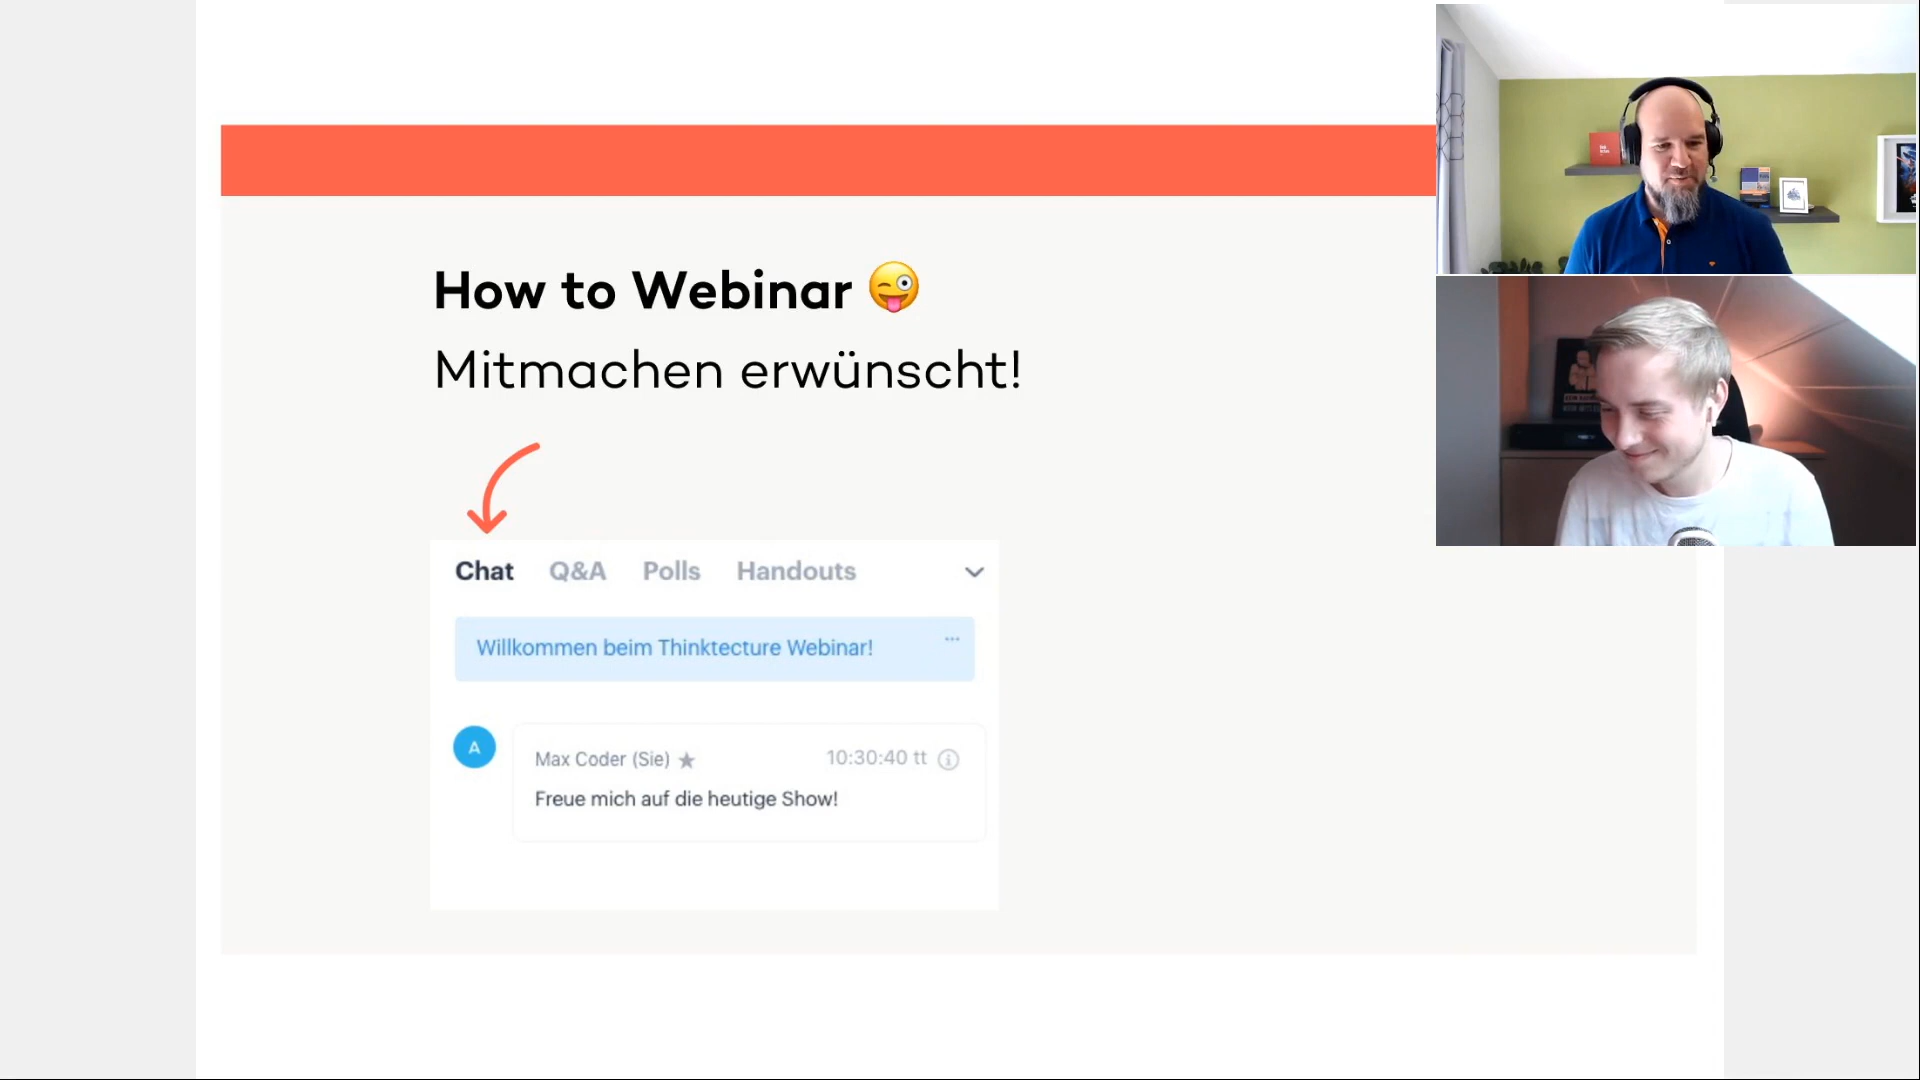 How to Webinar 😜
Mitmachen erwünscht!
Chat Q&A Polls Handouts
Willkommen beim Thinktecture Webinar!
A
Max Coder (Sie) ★ 10:30:40 tt
Freue mich auf die heutige Show!